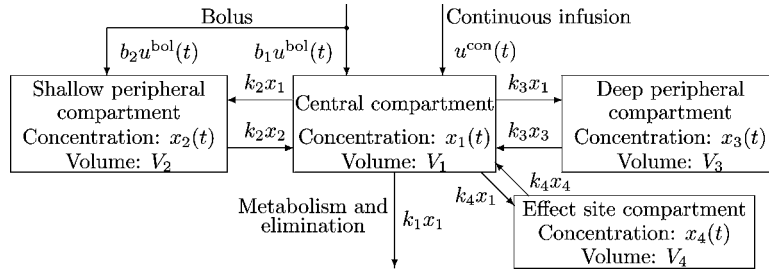 Bolus
Continuous infusion
b₂u^bol(t)
b₁u^bol(t)
u^con(t)
Shallow peripheral
compartment
Concentration: x₂(t)
Volume: V₂
k₂x₁
k₂x₂
Central compartment
Concentration: x₁(t)
Volume: V₁
k₃x₁
k₃x₃
Deep peripheral
compartment
Concentration: x₃(t)
Volume: V₃
Metabolism and
elimination
k₁x₁
k₄x₁
k₄x₄
Effect site compartment
Concentration: x₄(t)
Volume: V₄